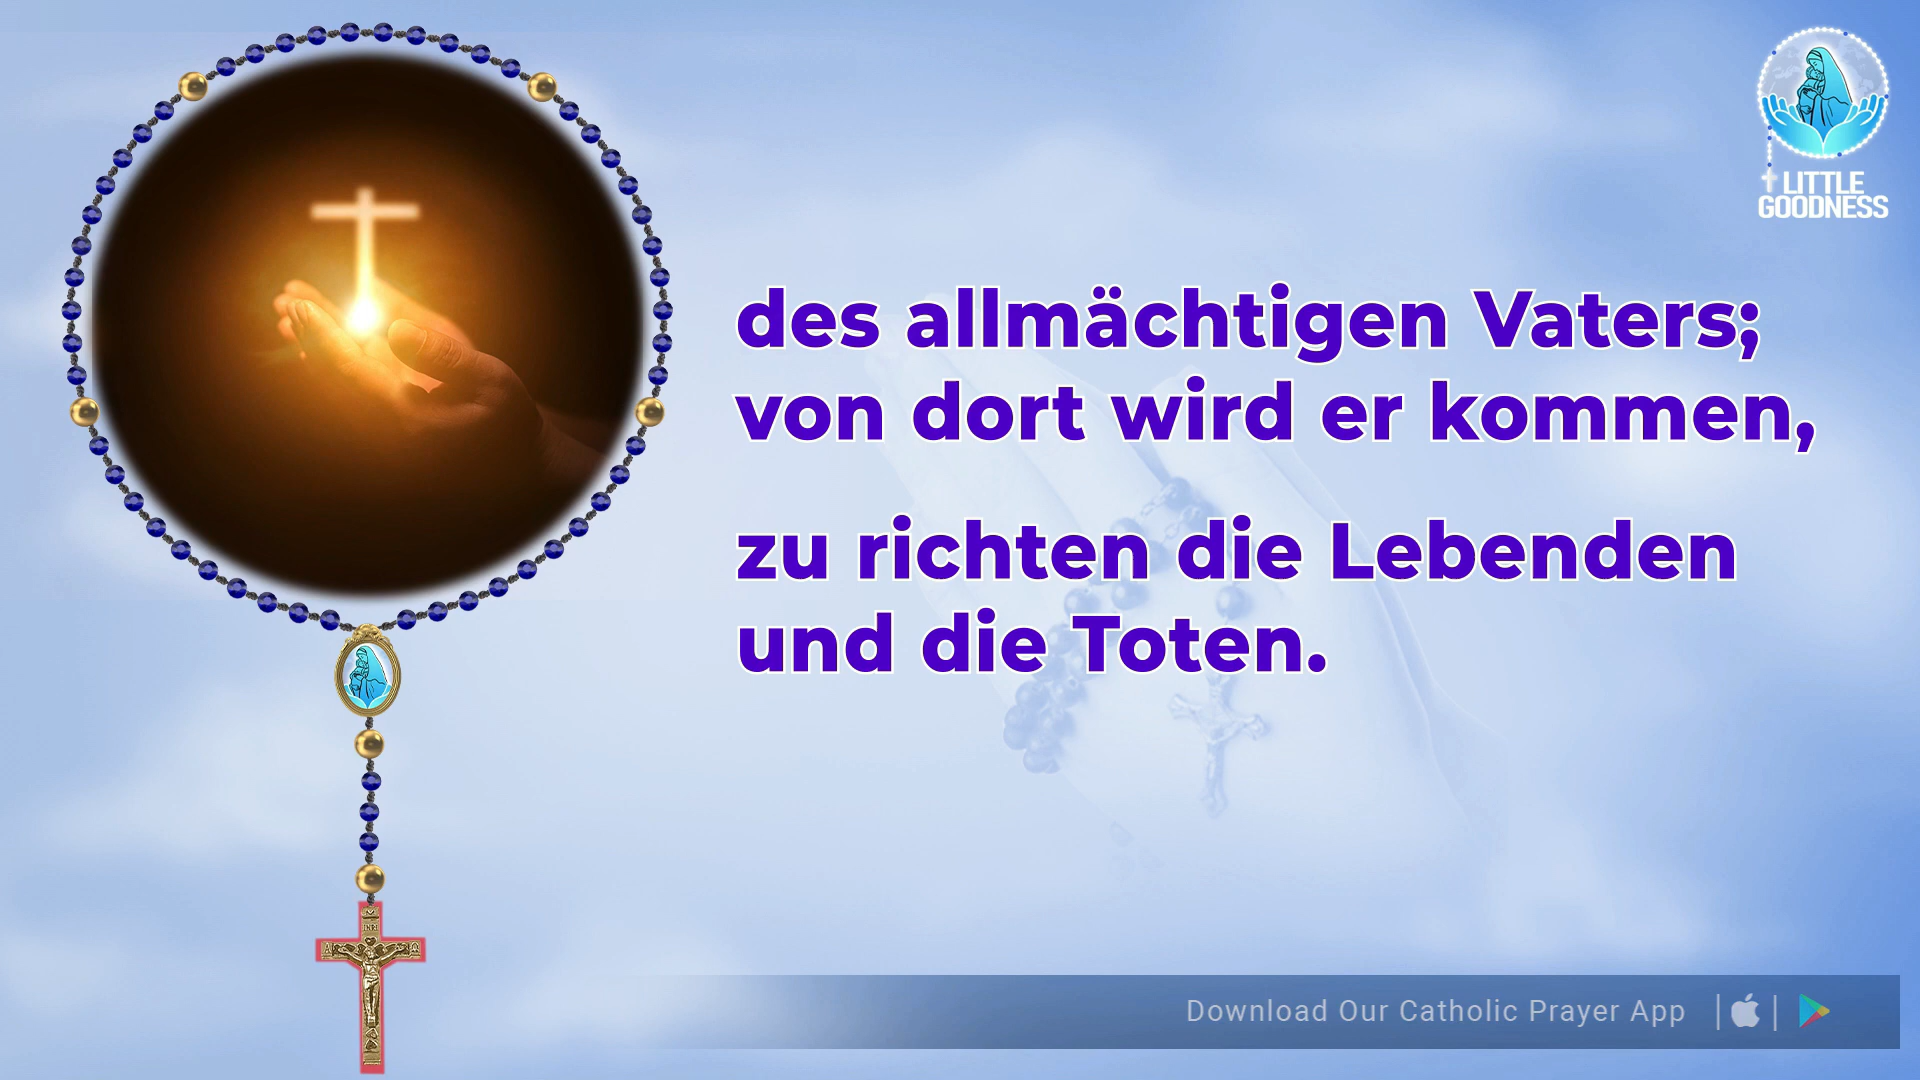 LITTLE
GOODNESS
des allmächtigen Vaters;
von dort wird er kommen,
zu richten die Lebenden
und die Toten.
INRI
A Ω
Download Our Catholic Prayer App